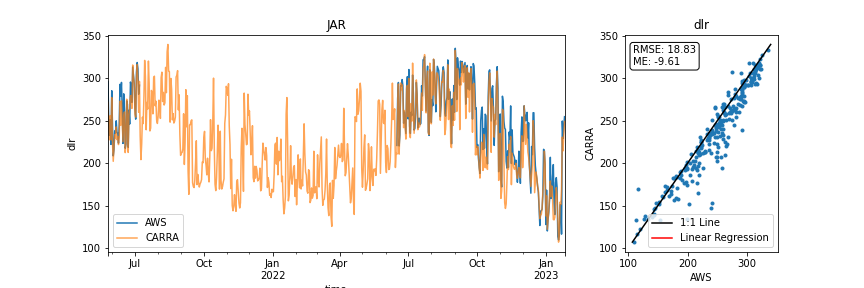 JAR
dlr
350
300
250
200
150
100
dlr
AWS
CARRA
Jul
Oct
Jan
2022
Apr
Jul
Oct
Jan
2023
time
dlr
RMSE: 18.83
ME: -9.61
350
300
250
200
150
100
CARRA
1:1 Line
Linear Regression
100
200
300
AWS